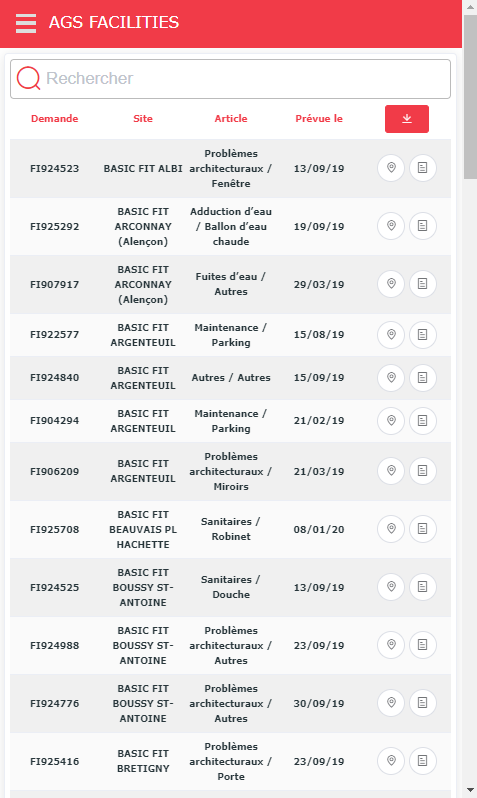 AGS FACILITIES
Rechercher
Demande Site Article Prévue le
FI924523 BASIC FIT ALBI Problèmes architecturaux / Fenêtre 13/09/19
FI925292 BASIC FIT ARCONNAY (Alençon) Adduction d’eau / Ballon d’eau chaude 19/09/19
FI907917 BASIC FIT ARCONNAY (Alençon) Fuites d’eau / Autres 29/03/19
FI922577 BASIC FIT ARGENTEUIL Maintenance / Parking 15/08/19
FI924840 BASIC FIT ARGENTEUIL Autres / Autres 15/09/19
FI904294 BASIC FIT ARGENTEUIL Maintenance / Parking 21/02/19
FI906209 BASIC FIT ARGENTEUIL Problèmes architecturaux / Miroirs 21/03/19
FI925708 BASIC FIT BEAUVAIS PL HACHETTE Sanitaires / Robinet 08/01/20
FI924525 BASIC FIT BOUSSY ST-ANTOINE Sanitaires / Douche 13/09/19
FI924988 BASIC FIT BOUSSY ST-ANTOINE Problèmes architecturaux / Autres 23/09/19
FI924776 BASIC FIT BOUSSY ST-ANTOINE Problèmes architecturaux / Autres 30/09/19
FI925416 BASIC FIT BRETIGNY Problèmes architecturaux / Porte 23/09/19